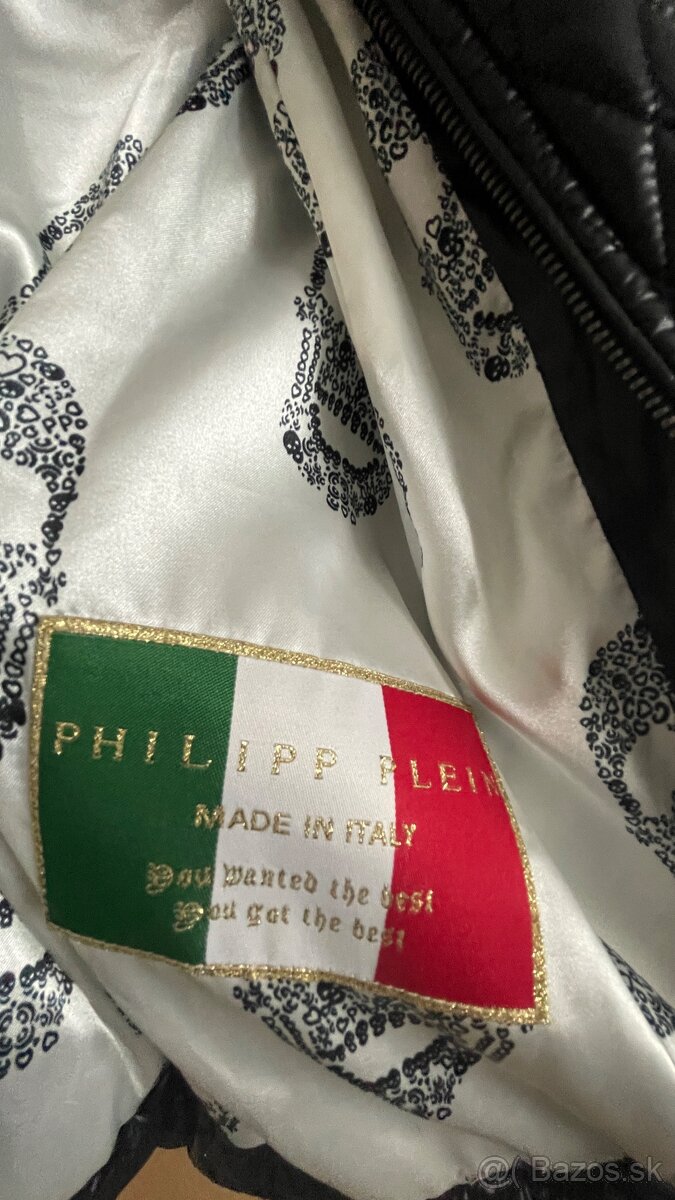 PHILIPP PLEIN
MADE IN ITALY
You wanted the best
You got the best
@( Bazos.sk